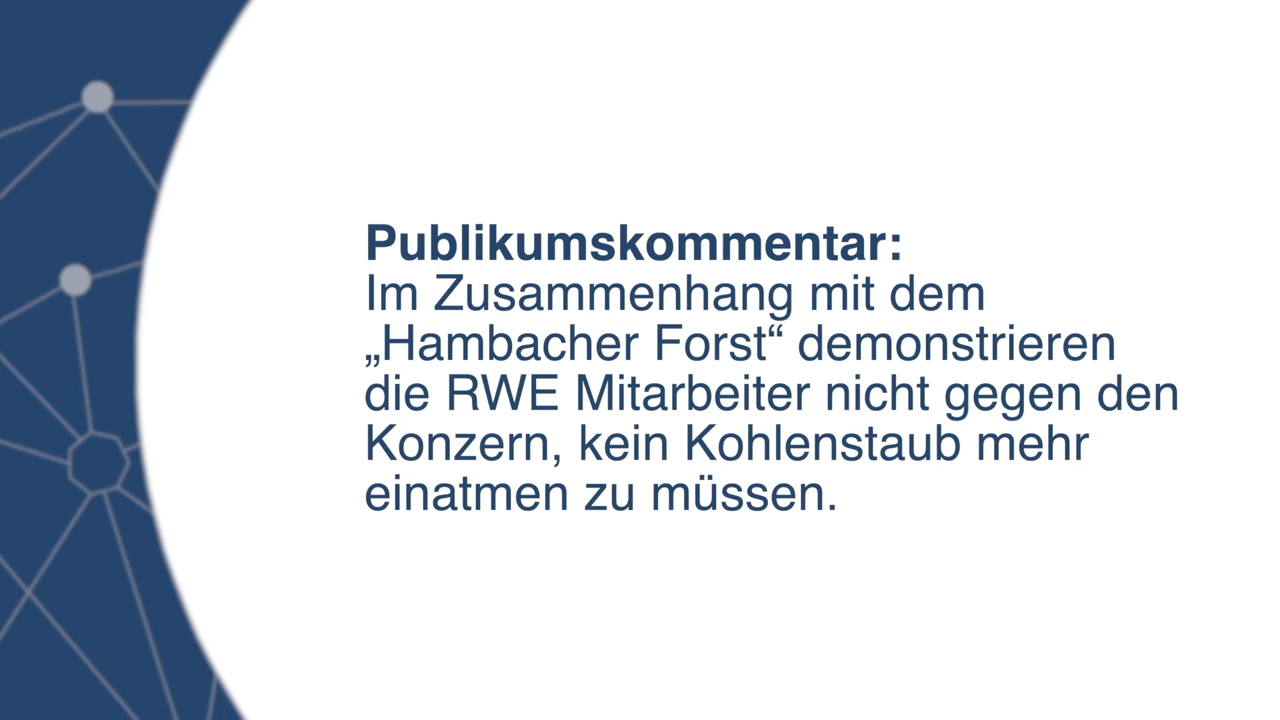 Publikumskommentar:
Im Zusammenhang mit dem
„Hambacher Forst“ demonstrieren
die RWE Mitarbeiter nicht gegen den
Konzern, kein Kohlenstaub mehr
einatmen zu müssen.